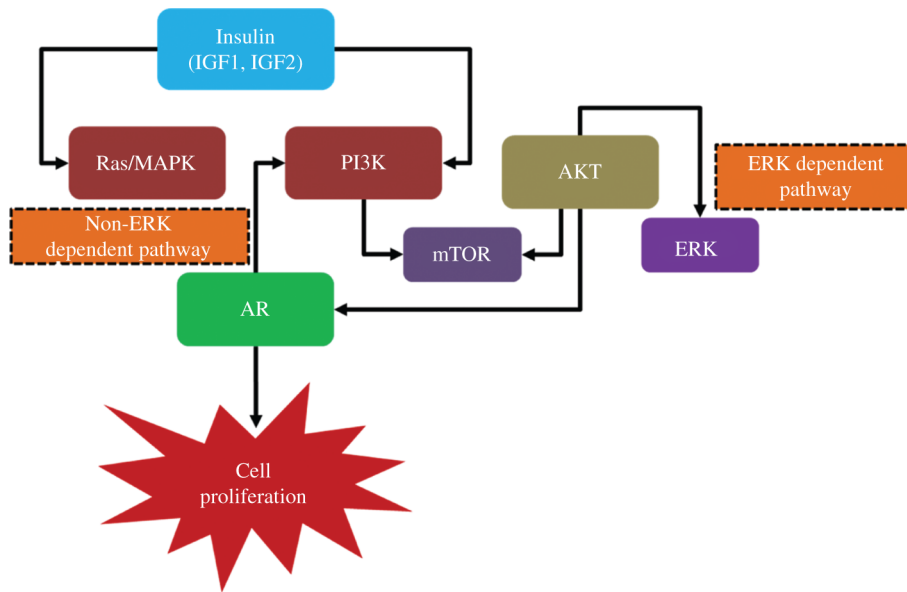 Insulin
(IGF1, IGF2)
Ras/MAPK
PI3K
AKT
ERK dependent
pathway
Non-ERK
dependent pathway
mTOR
ERK
AR
Cell
proliferation